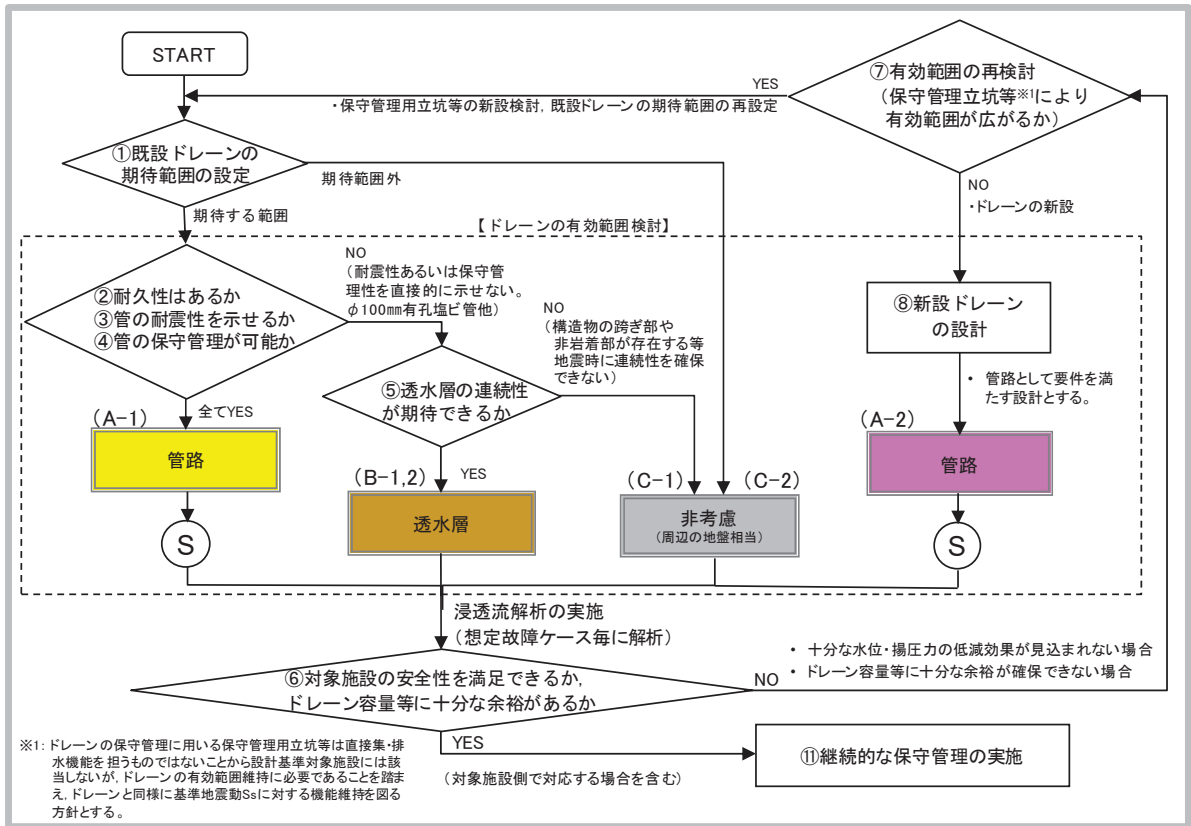 START
⑦有効範囲の再検討
（保守管理立坑等※1により
有効範囲が広がるか）
YES
・保守管理用立坑等の新設検討，既設ドレーンの期待範囲の再設定
①既設ドレーンの
期待範囲の設定
期待範囲外
期待する範囲
NO
・ドレーンの新設
【ドレーンの有効範囲検討】
②耐久性はあるか
③管の耐震性を示せるか
④管の保守管理が可能か
NO
（耐震性あるいは保守管
理性を直接的に示せない。
φ100mm有孔塩ビ管他）
⑤透水層の連続性
が期待できるか
NO
（構造物の跨ぎ部や
非岩着部が存在する等
地震時に連続性を確保
できない）
⑧新設ドレーン
の設計
・ 管路として要件を満
たす設計とする。
全てYES
（A-1）
管路
S
（B-1,2）
YES
透水層
（C-1）
（C-2）
非考慮
（周辺の地盤相当）
（A-2）
管路
S
浸透流解析の実施
（想定故障ケース毎に解析）
⑥対象施設の安全性を満足できるか，
ドレーン容量等に十分な余裕があるか
・ 十分な水位・揚圧力の低減効果が見込まれない場合
・ ドレーン容量等に十分な余裕が確保できない場合
NO
YES
（対象施設側で対応する場合を含む）
⑪継続的な保守管理の実施
※1：ドレーンの保守管理に用いる保守管理用立坑等は直接集・排
水機能を担うものではないことから設計基準対象施設には該
当しないが，ドレーンの有効範囲維持に必要であることを踏ま
え，ドレーンと同様に基準地震動Ssに対する機能維持を図る
方針とする。